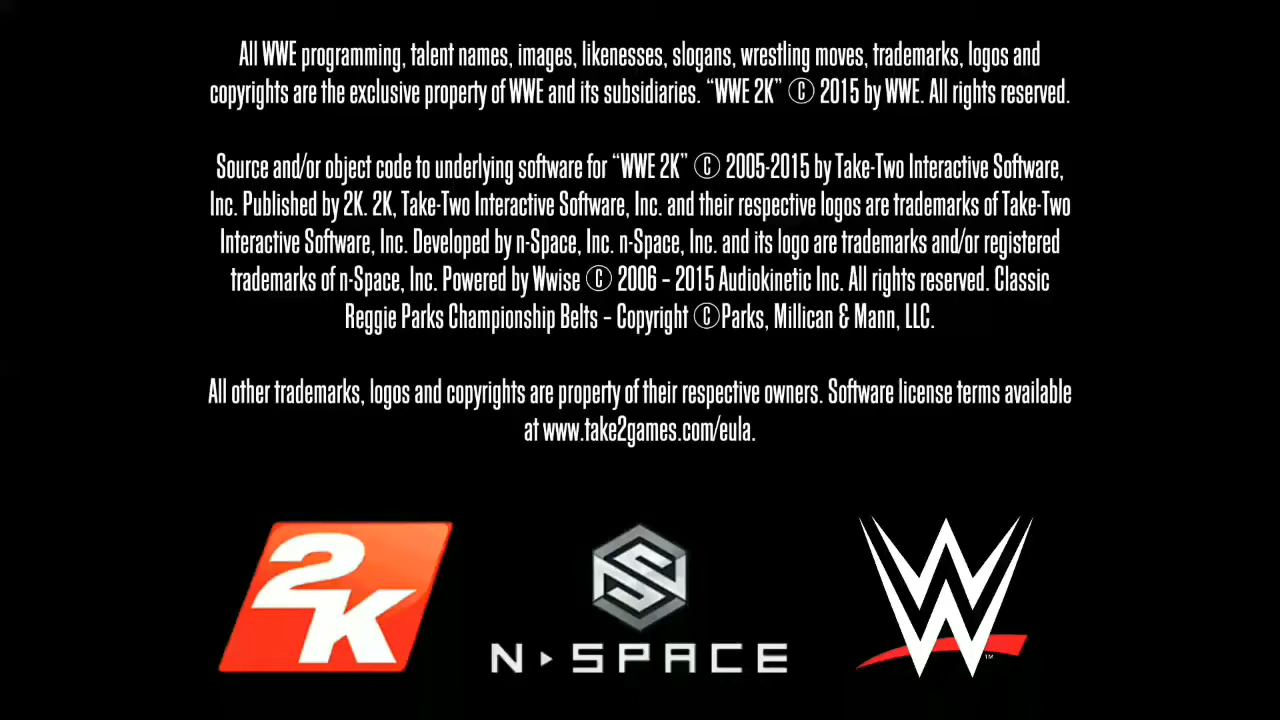 All WWE programming, talent names, images, likenesses, slogans, wrestling moves, trademarks, logos and
copyrights are the exclusive property of WWE and its subsidiaries. “WWE 2K” © 2015 by WWE. All rights reserved.
Source and/or object code to underlying software for “WWE 2K” © 2005-2015 by Take-Two Interactive Software,
Inc. Published by 2K. 2K, Take-Two Interactive Software, Inc. and their respective logos are trademarks of Take-Two
Interactive Software, Inc. Developed by n-Space, Inc. n-Space, Inc. and its logo are trademarks and/or registered
trademarks of n-Space, Inc. Powered by Wwise © 2006 – 2015 Audiokinetic Inc. All rights reserved. Classic
Reggie Parks Championship Belts – Copyright ©Parks, Millican & Mann, LLC.
All other trademarks, logos and copyrights are property of their respective owners. Software license terms available
at www.take2games.com/eula.
2K
N▸SPACE
W
™